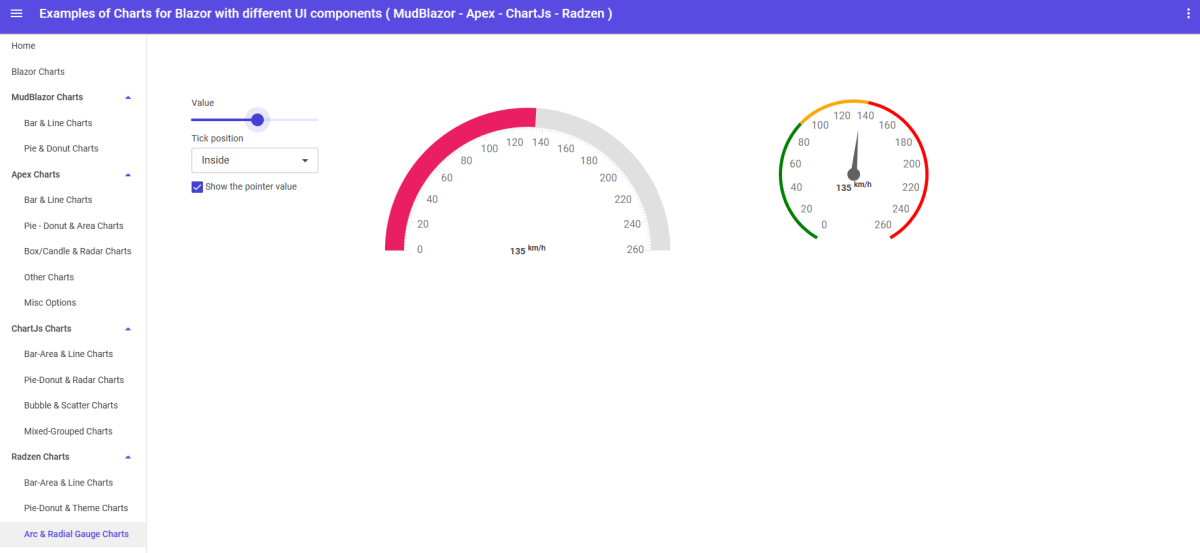 Examples of Charts for Blazor with different UI components ( MudBlazor - Apex - ChartJs - Radzen )
Home
Blazor Charts
MudBlazor Charts
Bar & Line Charts
Pie & Donut Charts
Apex Charts
Bar & Line Charts
Pie - Donut & Area Charts
Box/Candle & Radar Charts
Other Charts
Misc Options
ChartJs Charts
Bar-Area & Line Charts
Pie-Donut & Radar Charts
Bubble & Scatter Charts
Mixed-Grouped Charts
Radzen Charts
Bar-Area & Line Charts
Pie-Donut & Theme Charts
Arc & Radial Gauge Charts
Value
Tick position
Inside
Show the pointer value
0
20
40
60
80
100
120
140
160
180
200
220
240
260
135 km/h
0
20
40
60
80
100
120
140
160
180
200
220
240
260
135 km/h